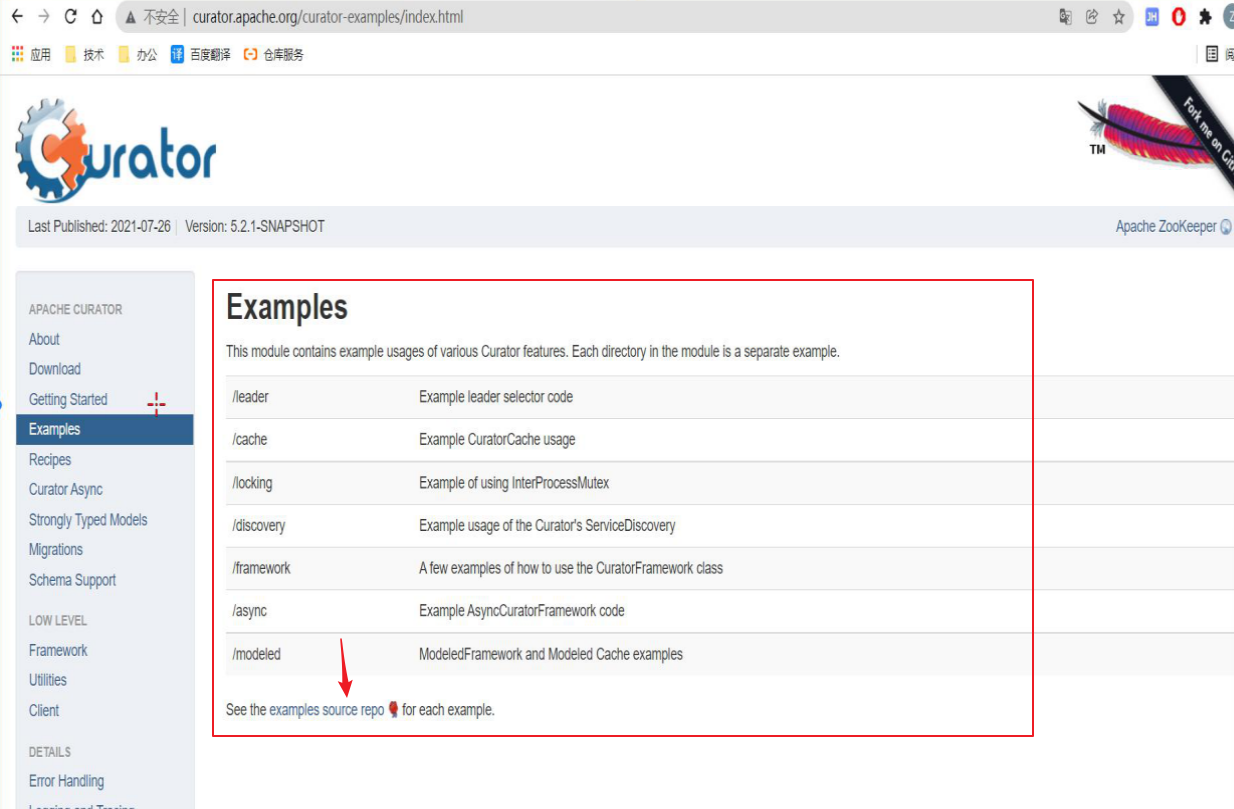 不安全 curator.apache.org/curator-examples/index.html
应用 技术 办公 译 百度翻译 仓库服务
Curator
TM
Fork me on
Last Published: 2021-07-26 | Version: 5.2.1-SNAPSHOT
Apache ZooKeeper
APACHE CURATOR
About
Download
Getting Started
Examples
Recipes
Curator Async
Strongly Typed Models
Migrations
Schema Support
LOW LEVEL
Framework
Utilities
Client
DETAILS
Error Handling
Logging and Tracing
Examples
This module contains example usages of various Curator features. Each directory in the module is a separate example.
/leader Example leader selector code
/cache Example CuratorCache usage
/locking Example of using InterProcessMutex
/discovery Example usage of the Curator's ServiceDiscovery
/framework A few examples of how to use the CuratorFramework class
/async Example AsyncCuratorFramework code
/modeled ModeledFramework and Modeled Cache examples
See the examples source repo for each example.